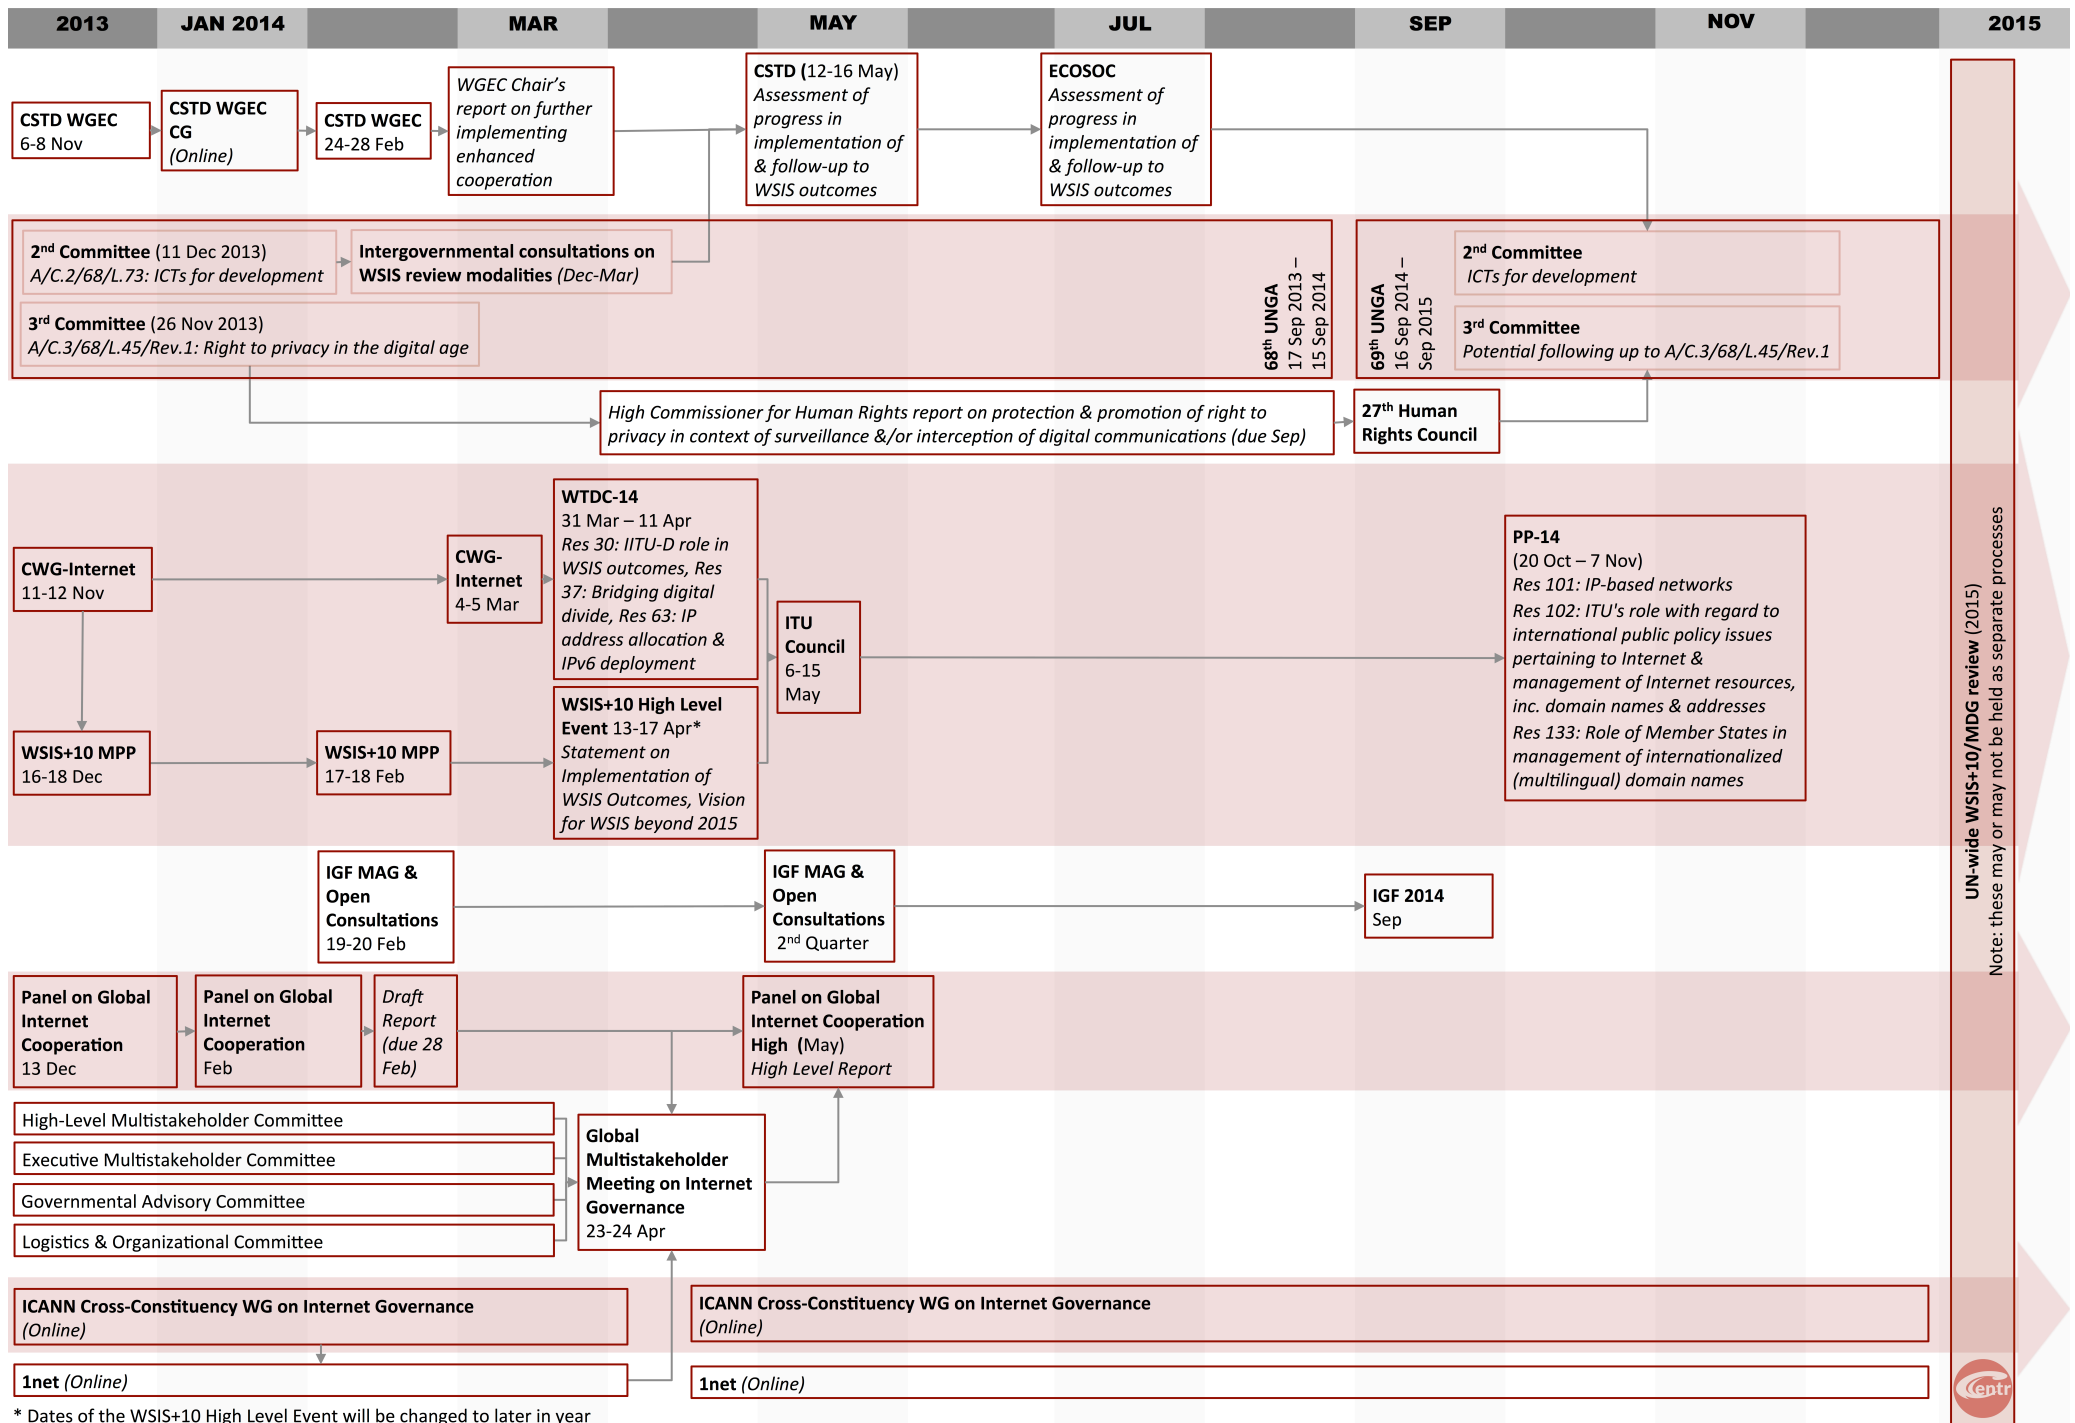 2013
JAN 2014
MAR
MAY
JUL
SEP
NOV
2015
CSTD WGEC
6-8 Nov
CSTD WGEC
CG
(Online)
CSTD WGEC
24-28 Feb
WGEC Chair's
report on further
implementing
enhanced
cooperation
CSTD (12-16 May)
Assessment of
progress in
implementation of
& follow-up to
WSIS outcomes
ECOSOC
Assessment of
progress in
implementation of
& follow-up to
WSIS outcomes
2nd Committee (11 Dec 2013)
A/C.2/68/L.73: ICTs for development
Intergovernmental consultations on
WSIS review modalities (Dec-Mar)
3rd Committee (26 Nov 2013)
A/C.3/68/L.45/Rev.1: Right to privacy in the digital age
68th UNGA
17 Sep 2013 –
15 Sep 2014
69th UNGA
16 Sep 2014 –
Sep 2015
2nd Committee
ICTs for development
3rd Committee
Potential following up to A/C.3/68/L.45/Rev.1
High Commissioner for Human Rights report on protection & promotion of right to
privacy in context of surveillance &/or interception of digital communications (due Sep)
27th Human
Rights Council
CWG-Internet
11-12 Nov
CWG-
Internet
4-5 Mar
WTDC-14
31 Mar – 11 Apr
Res 30: IITU-D role in
WSIS outcomes, Res
37: Bridging digital
divide, Res 63: IP
address allocation &
IPv6 deployment
ITU
Council
6-15
May
PP-14
(20 Oct – 7 Nov)
Res 101: IP-based networks
Res 102: ITU's role with regard to
international public policy issues
pertaining to Internet &
management of Internet resources,
inc. domain names & addresses
Res 133: Role of Member States in
management of internationalized
(multilingual) domain names
WSIS+10 MPP
16-18 Dec
WSIS+10 MPP
17-18 Feb
WSIS+10 High Level
Event 13-17 Apr*
Statement on
Implementation of
WSIS Outcomes, Vision
for WSIS beyond 2015
UN-wide WSIS+10/MDG review (2015)
Note: these may or may not be held as separate processes
IGF MAG &
Open
Consultations
19-20 Feb
IGF MAG &
Open
Consultations
2nd Quarter
IGF 2014
Sep
Panel on Global
Internet
Cooperation
13 Dec
Panel on Global
Internet
Cooperation
Feb
Draft
Report
(due 28
Feb)
Panel on Global
Internet Cooperation
High (May)
High Level Report
High-Level Multistakeholder Committee
Executive Multistakeholder Committee
Governmental Advisory Committee
Logistics & Organizational Committee
Global
Multistakeholder
Meeting on Internet
Governance
23-24 Apr
ICANN Cross-Constituency WG on Internet Governance
(Online)
ICANN Cross-Constituency WG on Internet Governance
(Online)
1net (Online)
1net (Online)
Centr
* Dates of the WSIS+10 High Level Event will be changed to later in year